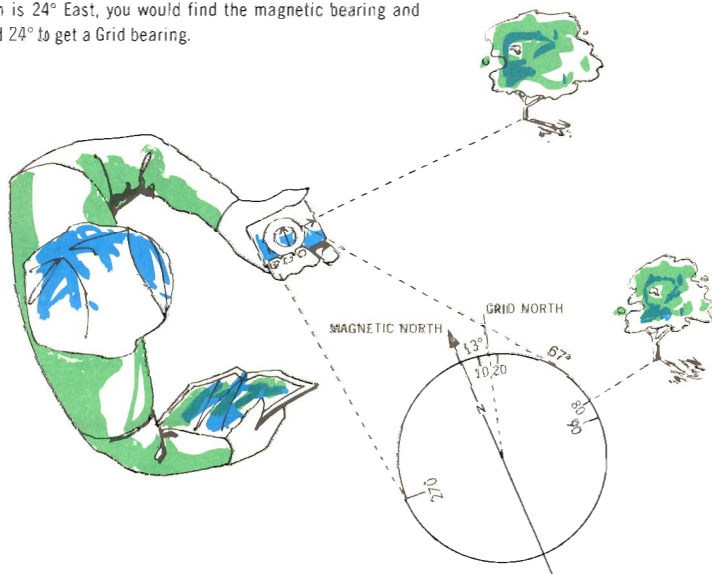 is 24° East, you would find the magnetic bearing and
24° to get a Grid bearing.
GRID NORTH
MAGNETIC NORTH
13°
67°
10 20
80
90
N
270